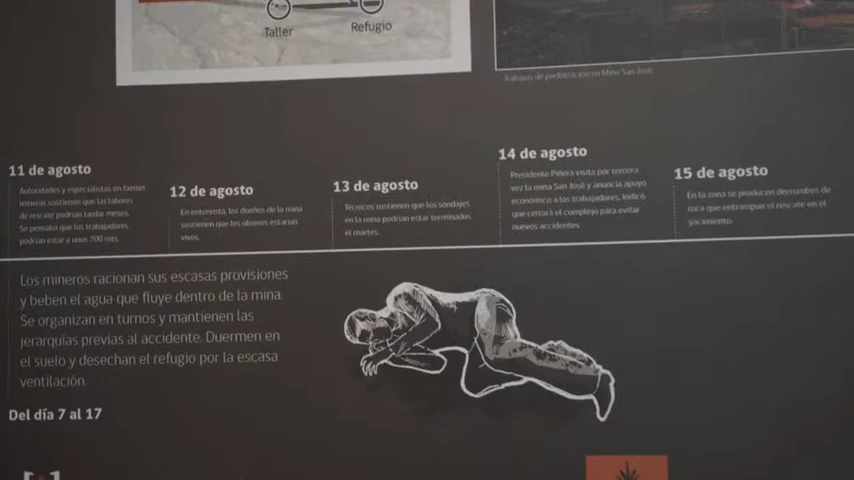 Taller
Refugio
Trabajos de perforación en Mina San José
11 de agosto
Autoridades y especialistas en faenas
mineras sostienen que las labores
de rescate podrían tardar meses.
Se pensaba que los trabajadores
podrían estar a unos 700 mts.
12 de agosto
En entrevista, los dueños de la mina
sostienen que los obreros estarían
vivos.
13 de agosto
Técnicos sostienen que los sondajes
en la mina podrían estar terminados
el martes.
14 de agosto
Presidente Piñera visita por tercera
vez la mina San José y anuncia apoyo
económico a los trabajadores. Indicó
que cerrará el complejo para evitar
nuevos accidentes
15 de agosto
En la zona se producen derrumbes de
roca que entrampan el rescate en el
yacimiento.
Los mineros racionan sus escasas provisiones
y beben el agua que fluye dentro de la mina.
Se organizan en turnos y mantienen las
jerarquías previas al accidente. Duermen en
el suelo y desechan el refugio por la escasa
ventilación.
Del día 7 al 17